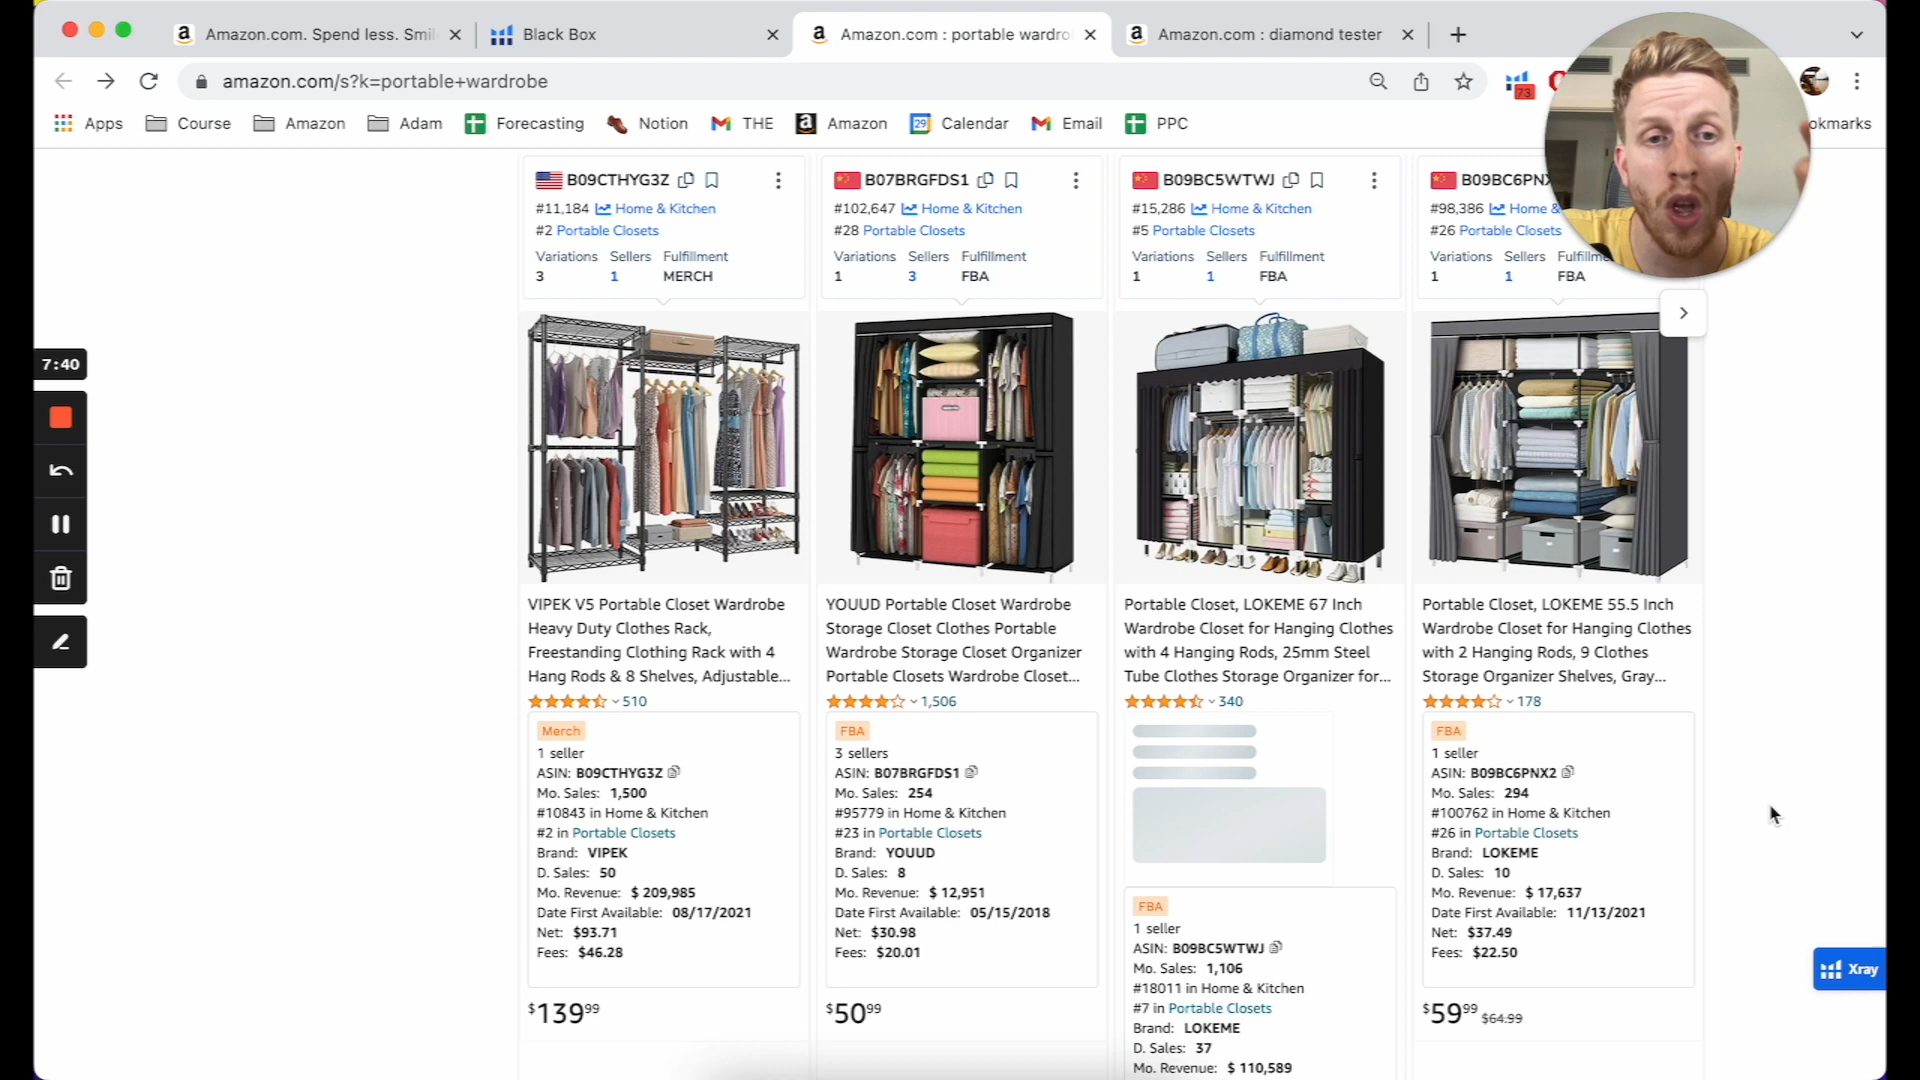 Amazon.com. Spend less. Smil
Black Box
Amazon.com : portable wardro
Amazon.com : diamond tester
amazon.com/s?k=portable+wardrobe
73
Apps
Course
Amazon
Adam
Forecasting
Notion
THE
Amazon
Calendar
Email
PPC
okmarks
B09CTHYG3Z
#11,184 Home & Kitchen
#2 Portable Closets
Variations Sellers Fulfillment
3 1 MERCH
B07BRGFDS1
#102,647 Home & Kitchen
#28 Portable Closets
Variations Sellers Fulfillment
1 3 FBA
B09BC5WTWJ
#15,286 Home & Kitchen
#5 Portable Closets
Variations Sellers Fulfillment
1 1 FBA
B09BC6PNX
#98,386 Home &
#26 Portable Closets
Variations Sellers Fulfillme
1 1 FBA
7:40
VIPEK V5 Portable Closet Wardrobe
Heavy Duty Clothes Rack,
Freestanding Clothing Rack with 4
Hang Rods & 8 Shelves, Adjustable...
510
Merch
1 seller
ASIN: B09CTHYG3Z
Mo. Sales: 1,500
#10843 in Home & Kitchen
#2 in Portable Closets
Brand: VIPEK
D. Sales: 50
Mo. Revenue: $ 209,985
Date First Available: 08/17/2021
Net: $93.71
Fees: $46.28
$139.99
YOUUD Portable Closet Wardrobe
Storage Closet Clothes Portable
Wardrobe Storage Closet Organizer
Portable Closets Wardrobe Closet...
1,506
FBA
3 sellers
ASIN: B07BRGFDS1
Mo. Sales: 254
#95779 in Home & Kitchen
#23 in Portable Closets
Brand: YOUUD
D. Sales: 8
Mo. Revenue: $ 12,951
Date First Available: 05/15/2018
Net: $30.98
Fees: $20.01
$50.99
Portable Closet, LOKEME 67 Inch
Wardrobe Closet for Hanging Clothes
with 4 Hanging Rods, 25mm Steel
Tube Clothes Storage Organizer for...
340
FBA
1 seller
ASIN: B09BC5WTWJ
Mo. Sales: 1,106
#18011 in Home & Kitchen
#7 in Portable Closets
Brand: LOKEME
D. Sales: 37
Mo. Revenue: $ 110,589
Portable Closet, LOKEME 55.5 Inch
Wardrobe Closet for Hanging Clothes
with 2 Hanging Rods, 9 Clothes
Storage Organizer Shelves, Gray...
178
FBA
1 seller
ASIN: B09BC6PNX2
Mo. Sales: 294
#100762 in Home & Kitchen
#26 in Portable Closets
Brand: LOKEME
D. Sales: 10
Mo. Revenue: $ 17,637
Date First Available: 11/13/2021
Net: $37.49
Fees: $22.50
$59.99 $64.99
Xray